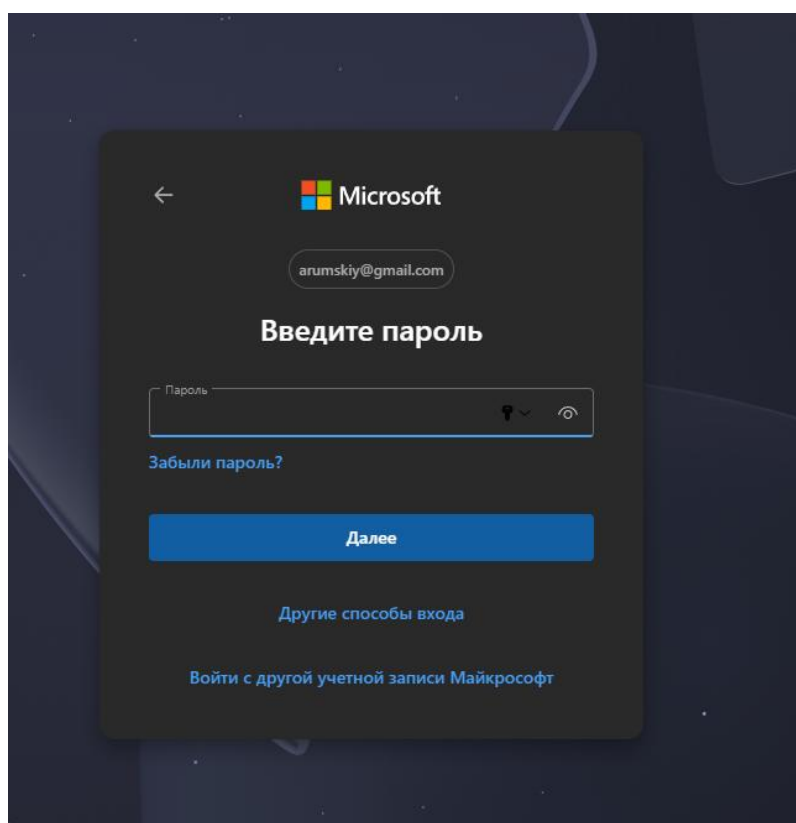 Microsoft
arumskiy@gmail.com
Введите пароль
Пароль
Забыли пароль?
Далее
Другие способы входа
Войти с другой учетной записи Майкрософт